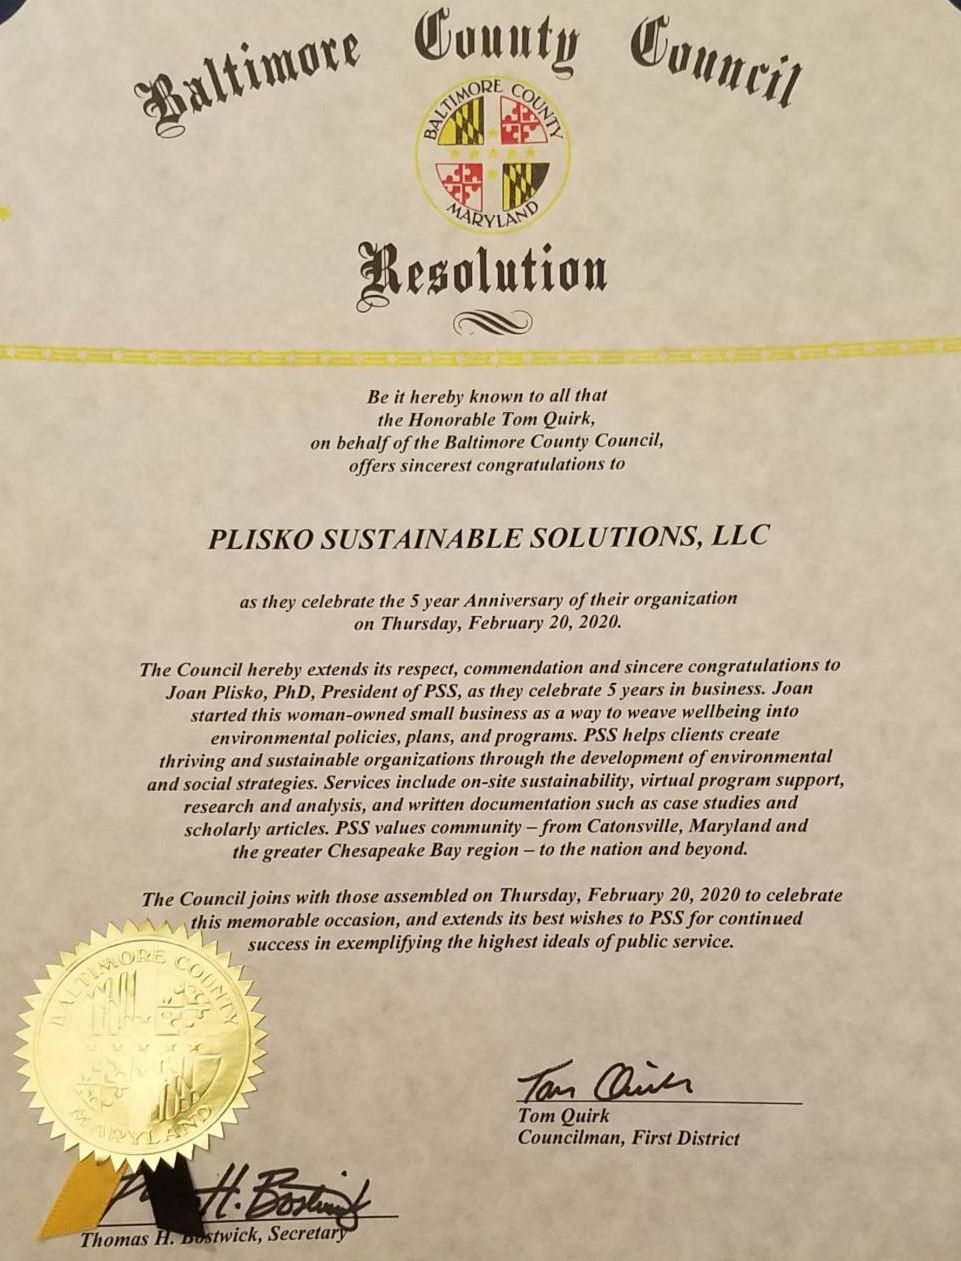 Baltimore County Council
BALTIMORE COUNTY
MARYLAND
Resolution
Be it hereby known to all that
the Honorable Tom Quirk,
on behalf of the Baltimore County Council,
offers sincerest congratulations to
PLISKO SUSTAINABLE SOLUTIONS, LLC
as they celebrate the 5 year Anniversary of their organization
on Thursday, February 20, 2020.
The Council hereby extends its respect, commendation and sincere congratulations to
Joan Plisko, PhD, President of PSS, as they celebrate 5 years in business. Joan
started this woman-owned small business as a way to weave wellbeing into
environmental policies, plans, and programs. PSS helps clients create
thriving and sustainable organizations through the development of environmental
and social strategies. Services include on-site sustainability, virtual program support,
research and analysis, and written documentation such as case studies and
scholarly articles. PSS values community – from Catonsville, Maryland and
the greater Chesapeake Bay region – to the nation and beyond.
The Council joins with those assembled on Thursday, February 20, 2020 to celebrate
this memorable occasion, and extends its best wishes to PSS for continued
success in exemplifying the highest ideals of public service.
BALTIMORE COUNTY
MARYLAND
Tom Quirk
Tom Quirk
Councilman, First District
H. Bostwick
Thomas H. Bostwick, Secretary